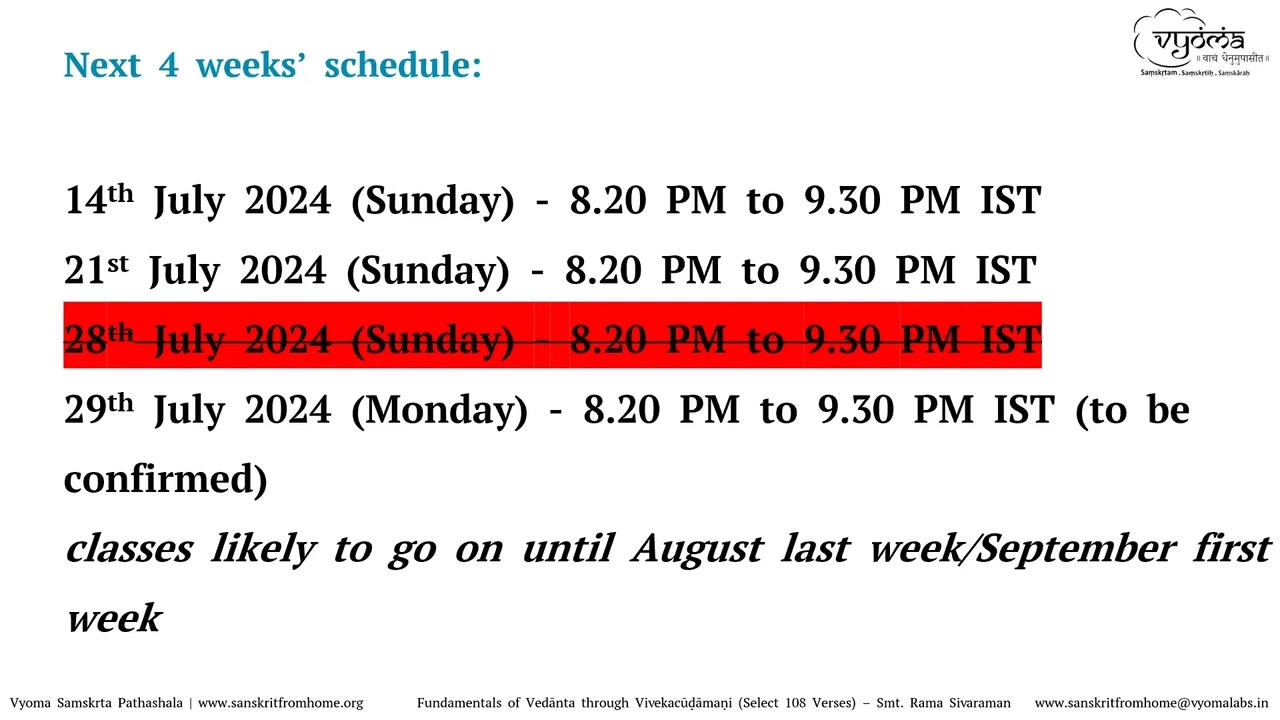 Next 4 weeks’ schedule:
vyoma
॥ वाचं धेनुमुपासीत॥
Saṃskṛtam . Saṃskṛtiḥ . Saṃskāraḥ
14th July 2024 (Sunday) - 8.20 PM to 9.30 PM IST
21st July 2024 (Sunday) - 8.20 PM to 9.30 PM IST
28th July 2024 (Sunday) - 8.20 PM to 9.30 PM IST
29th July 2024 (Monday) - 8.20 PM to 9.30 PM IST (to be
confirmed)
classes likely to go on until August last week/September first
week
Vyoma Samskrta Pathashala | www.sanskritfromhome.org
Fundamentals of Vedānta through Vivekacūḍāmaṇi (Select 108 Verses) – Smt. Rama Sivaraman
www.sanskritfromhome@vyomalabs.in